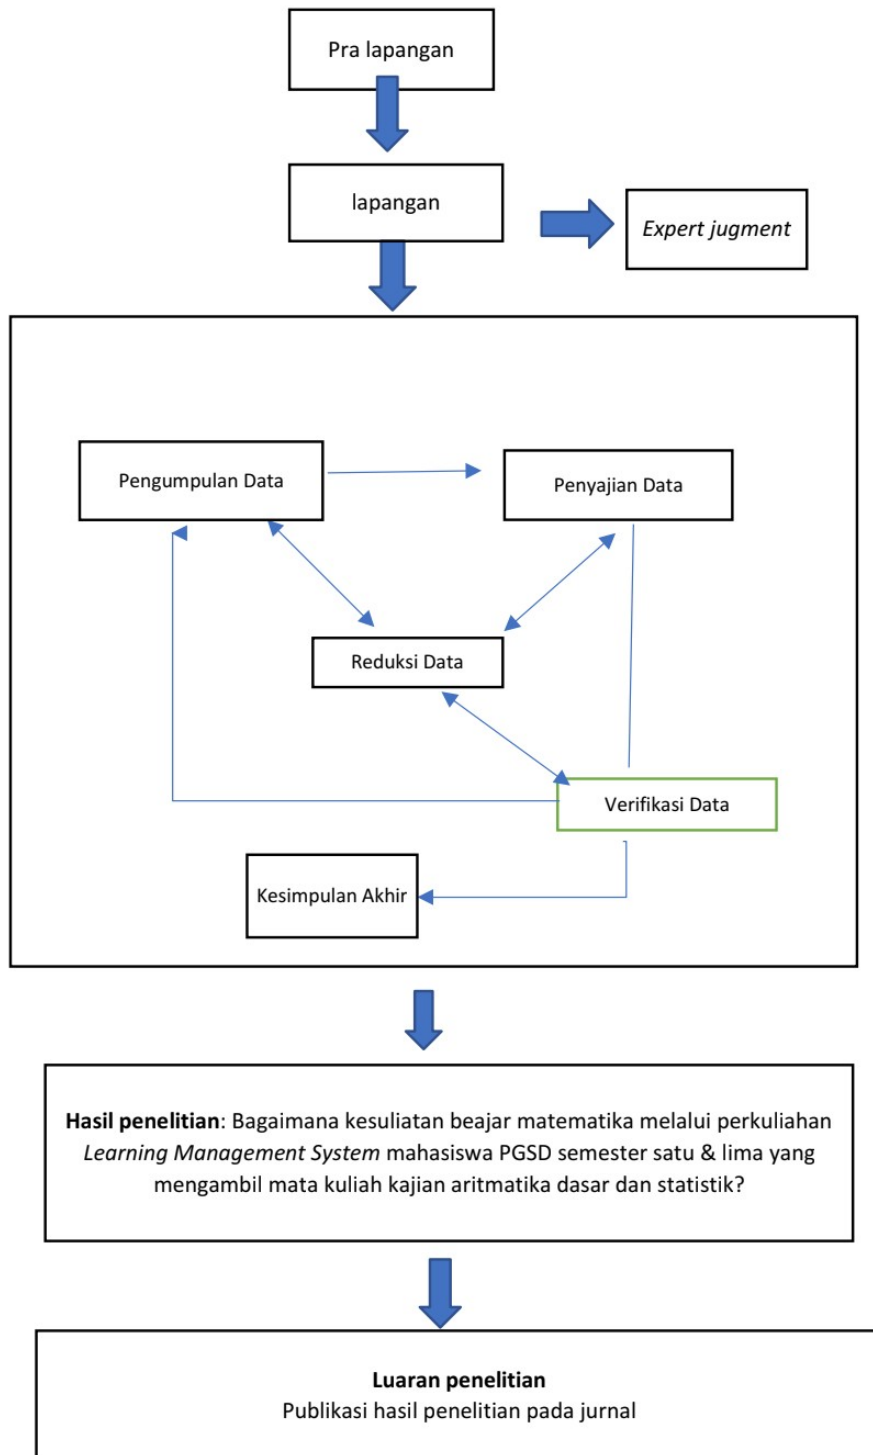 Pra lapangan
lapangan
Expert jugment
Pengumpulan Data
Penyajian Data
Reduksi Data
Verifikasi Data
Kesimpulan Akhir
Hasil penelitian: Bagaimana kesuliatan beajar matematika melalui perkuliahan
Learning Management System mahasiswa PGSD semester satu & lima yang
mengambil mata kuliah kajian aritmatika dasar dan statistik?
Luaran penelitian
Publikasi hasil penelitian pada jurnal